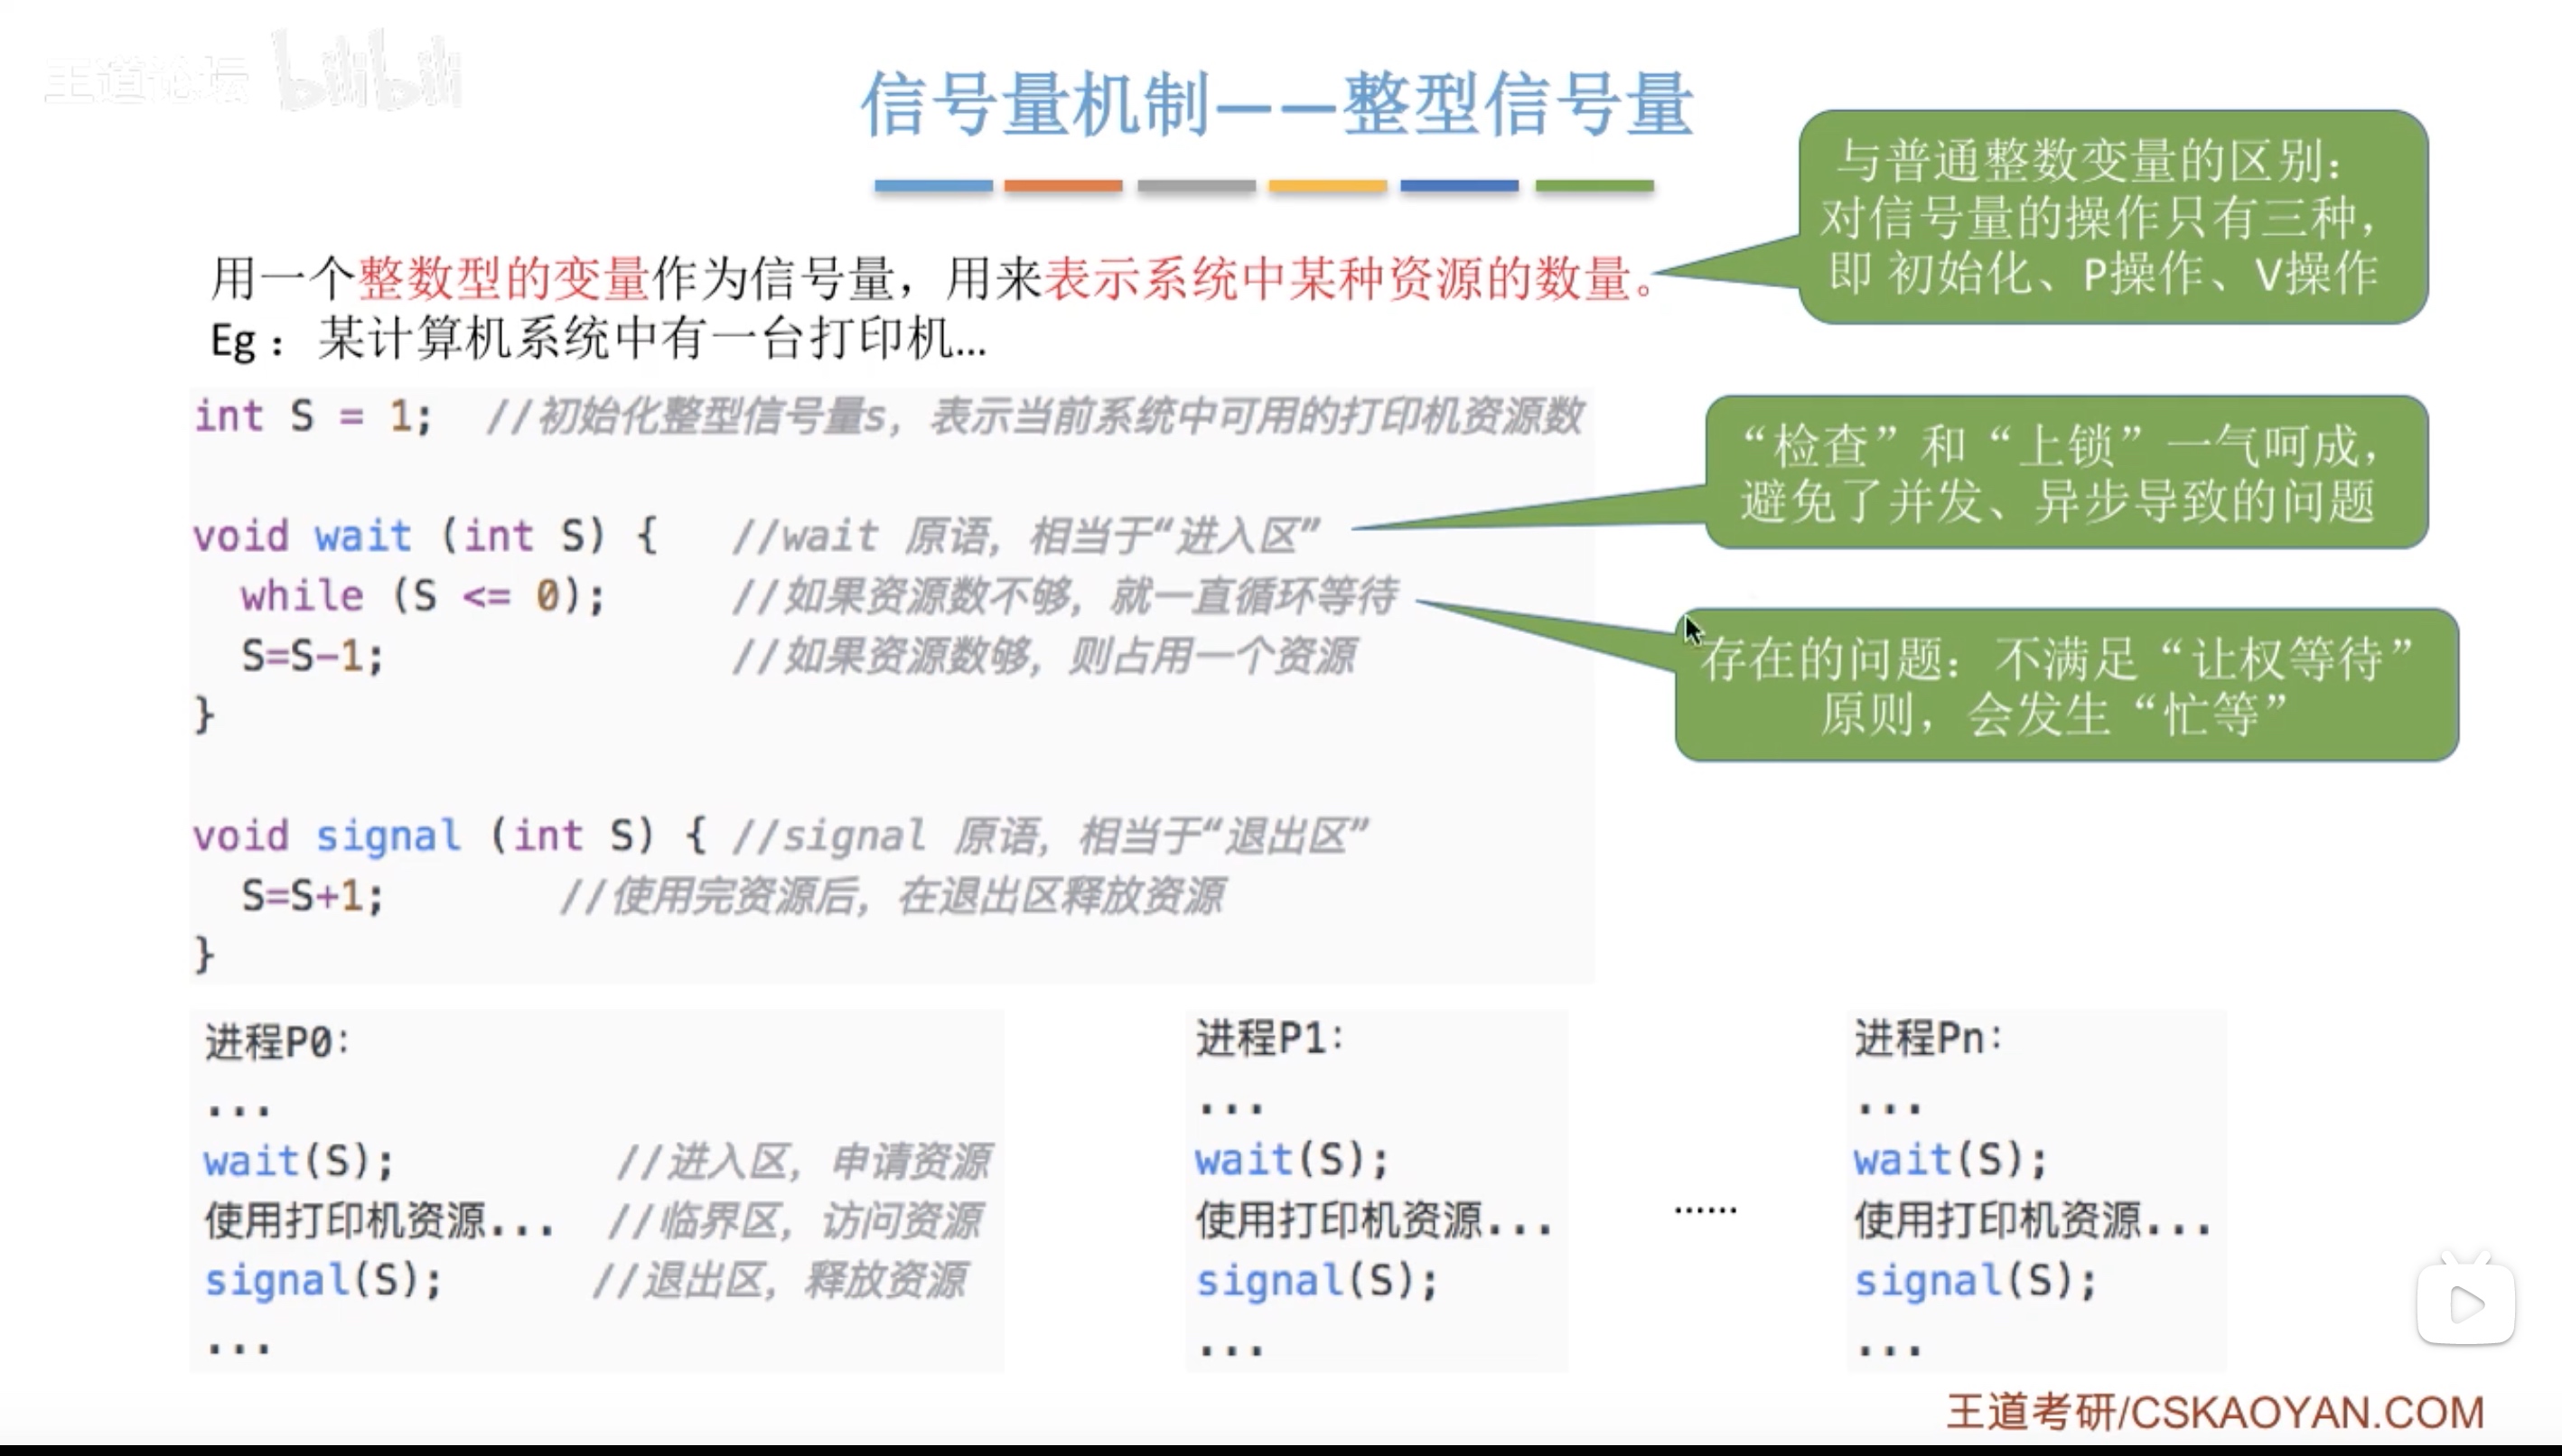 王道论坛 bilibili
信号量机制——整型信号量
与普通整数变量的区别：
对信号量的操作只有三种，
即 初始化、P操作、V操作
用一个整数型的变量作为信号量，用来表示系统中某种资源的数量。
Eg：某计算机系统中有一台打印机...
int S = 1;  //初始化整型信号量s，表示当前系统中可用的打印机资源数
void wait (int S) {   //wait 原语，相当于“进入区”
while (S <= 0);     //如果资源数不够，就一直循环等待
S=S-1;              //如果资源数够，则占用一个资源
}
“检查”和“上锁”一气呵成，
避免了并发、异步导致的问题
存在的问题：不满足“让权等待”
原则，会发生“忙等”
void signal (int S) { //signal 原语，相当于“退出区”
S=S+1;       //使用完资源后，在退出区释放资源
}
进程P0：
...
wait(S);         //进入区，申请资源
使用打印机资源...  //临界区，访问资源
signal(S);      //退出区，释放资源
...
进程P1：
...
wait(S);
使用打印机资源...
signal(S);
...
......
进程Pn：
...
wait(S);
使用打印机资源...
signal(S);
...
王道考研/CSKAOYAN.COM